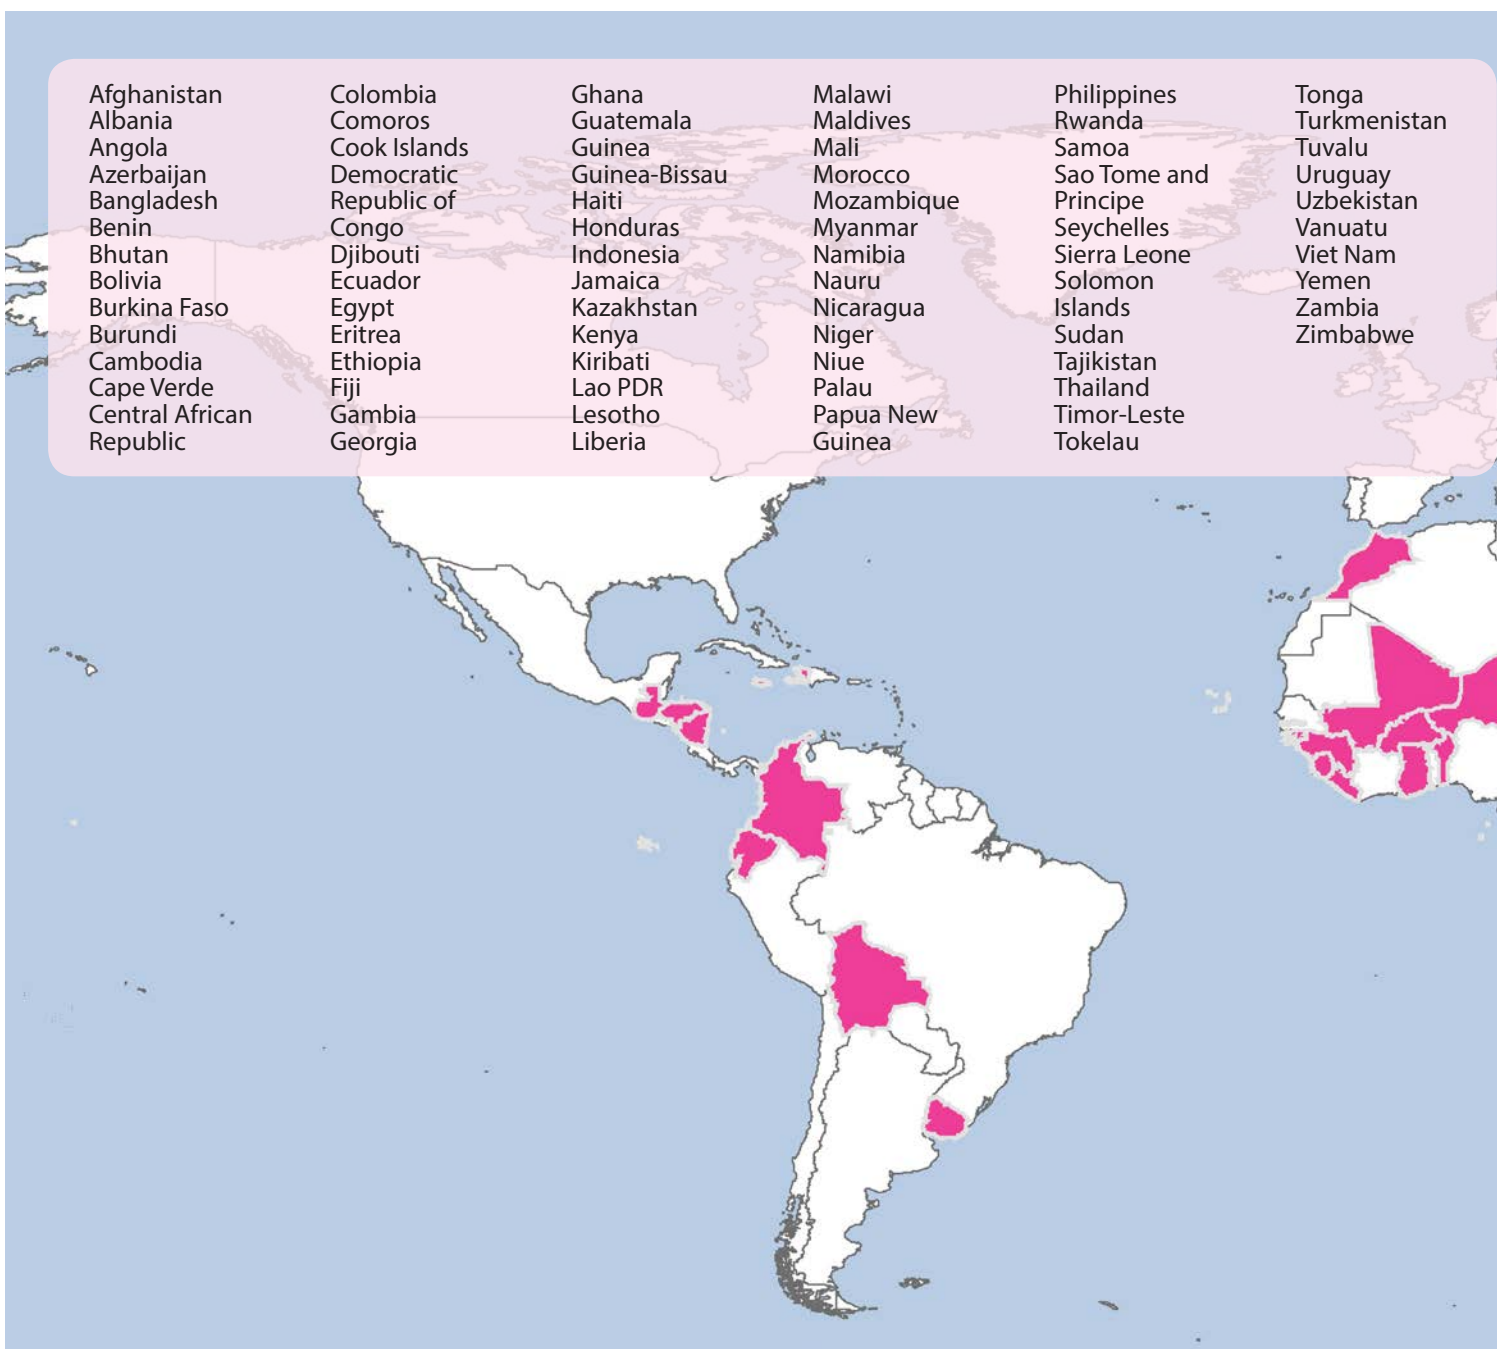 Afghanistan
Albania
Angola
Azerbaijan
Bangladesh
Benin
Bhutan
Bolivia
Burkina Faso
Burundi
Cambodia
Cape Verde
Central African
Republic
Colombia
Comoros
Cook Islands
Democratic
Republic of
Congo
Djibouti
Ecuador
Egypt
Eritrea
Ethiopia
Fiji
Gambia
Georgia
Ghana
Guatemala
Guinea
Guinea-Bissau
Haiti
Honduras
Indonesia
Jamaica
Kazakhstan
Kenya
Kiribati
Lao PDR
Lesotho
Liberia
Malawi
Maldives
Mali
Morocco
Mozambique
Myanmar
Namibia
Nauru
Nicaragua
Niger
Niue
Palau
Papua New
Guinea
Philippines
Rwanda
Samoa
Sao Tome and
Principe
Seychelles
Sierra Leone
Solomon
Islands
Sudan
Tajikistan
Thailand
Timor-Leste
Tokelau
Tonga
Turkmenistan
Tuvalu
Uruguay
Uzbekistan
Vanuatu
Viet Nam
Yemen
Zambia
Zimbabwe